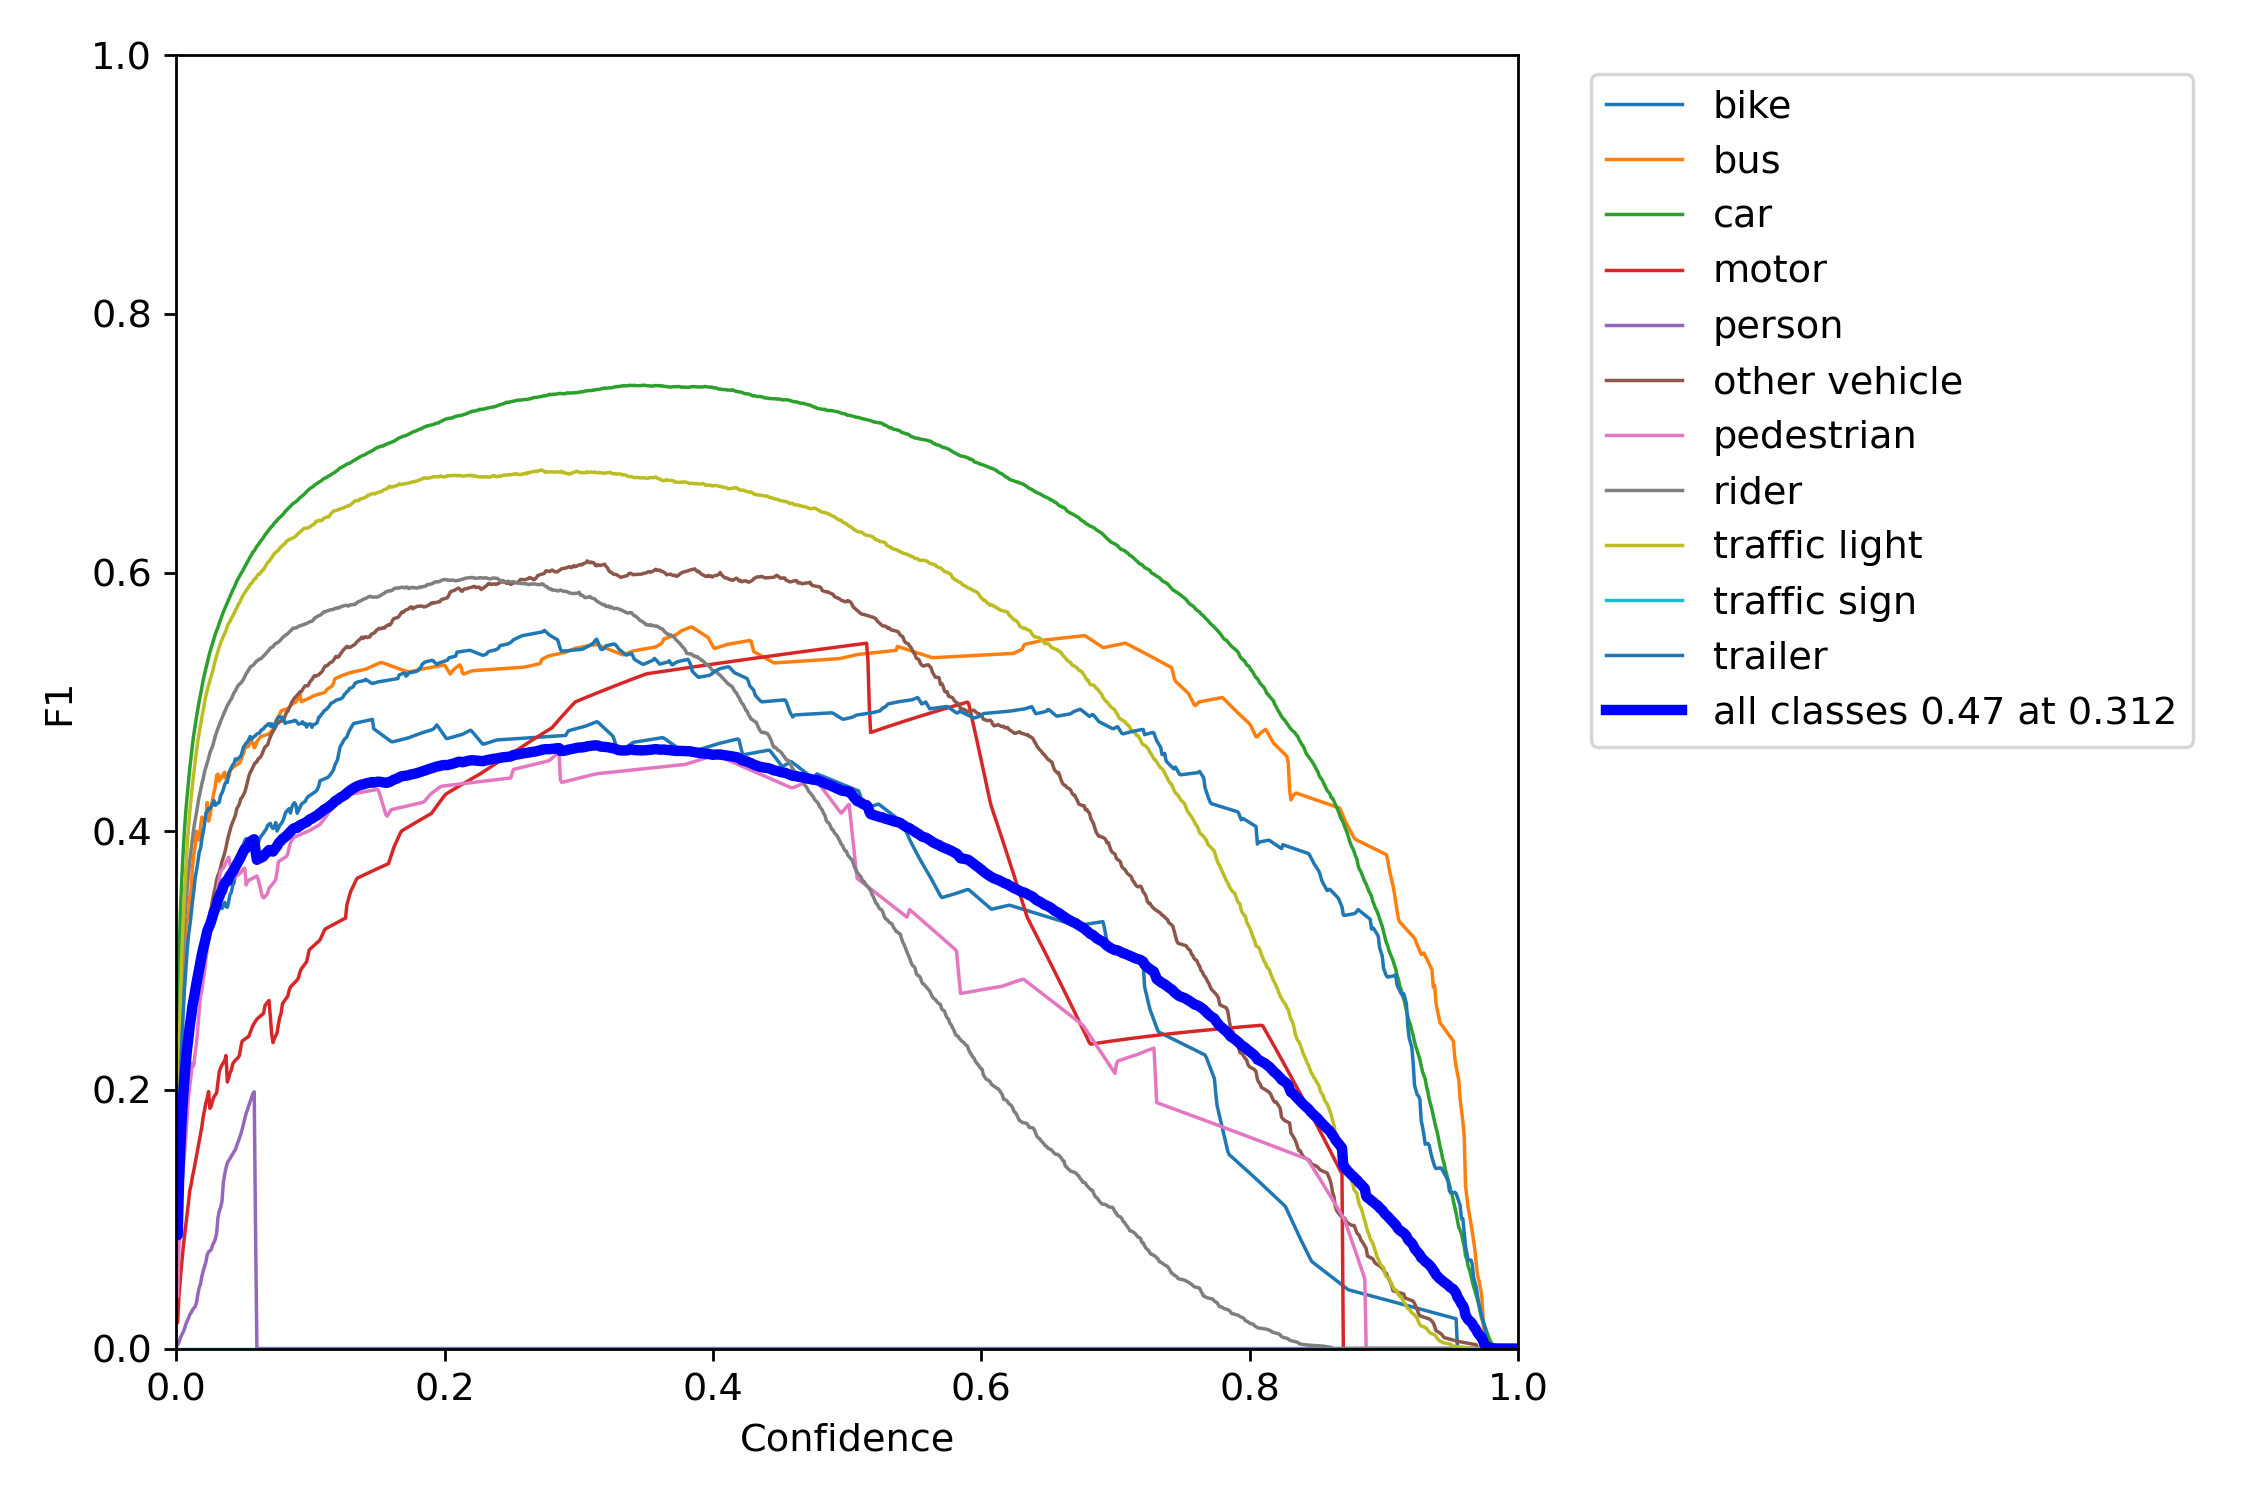 1.0
0.8
0.6
0.4
0.2
0.0
F1
0.0 0.2 0.4 0.6 0.8 1.0
Confidence
bike
bus
car
motor
person
other vehicle
pedestrian
rider
traffic light
traffic sign
trailer
all classes 0.47 at 0.312